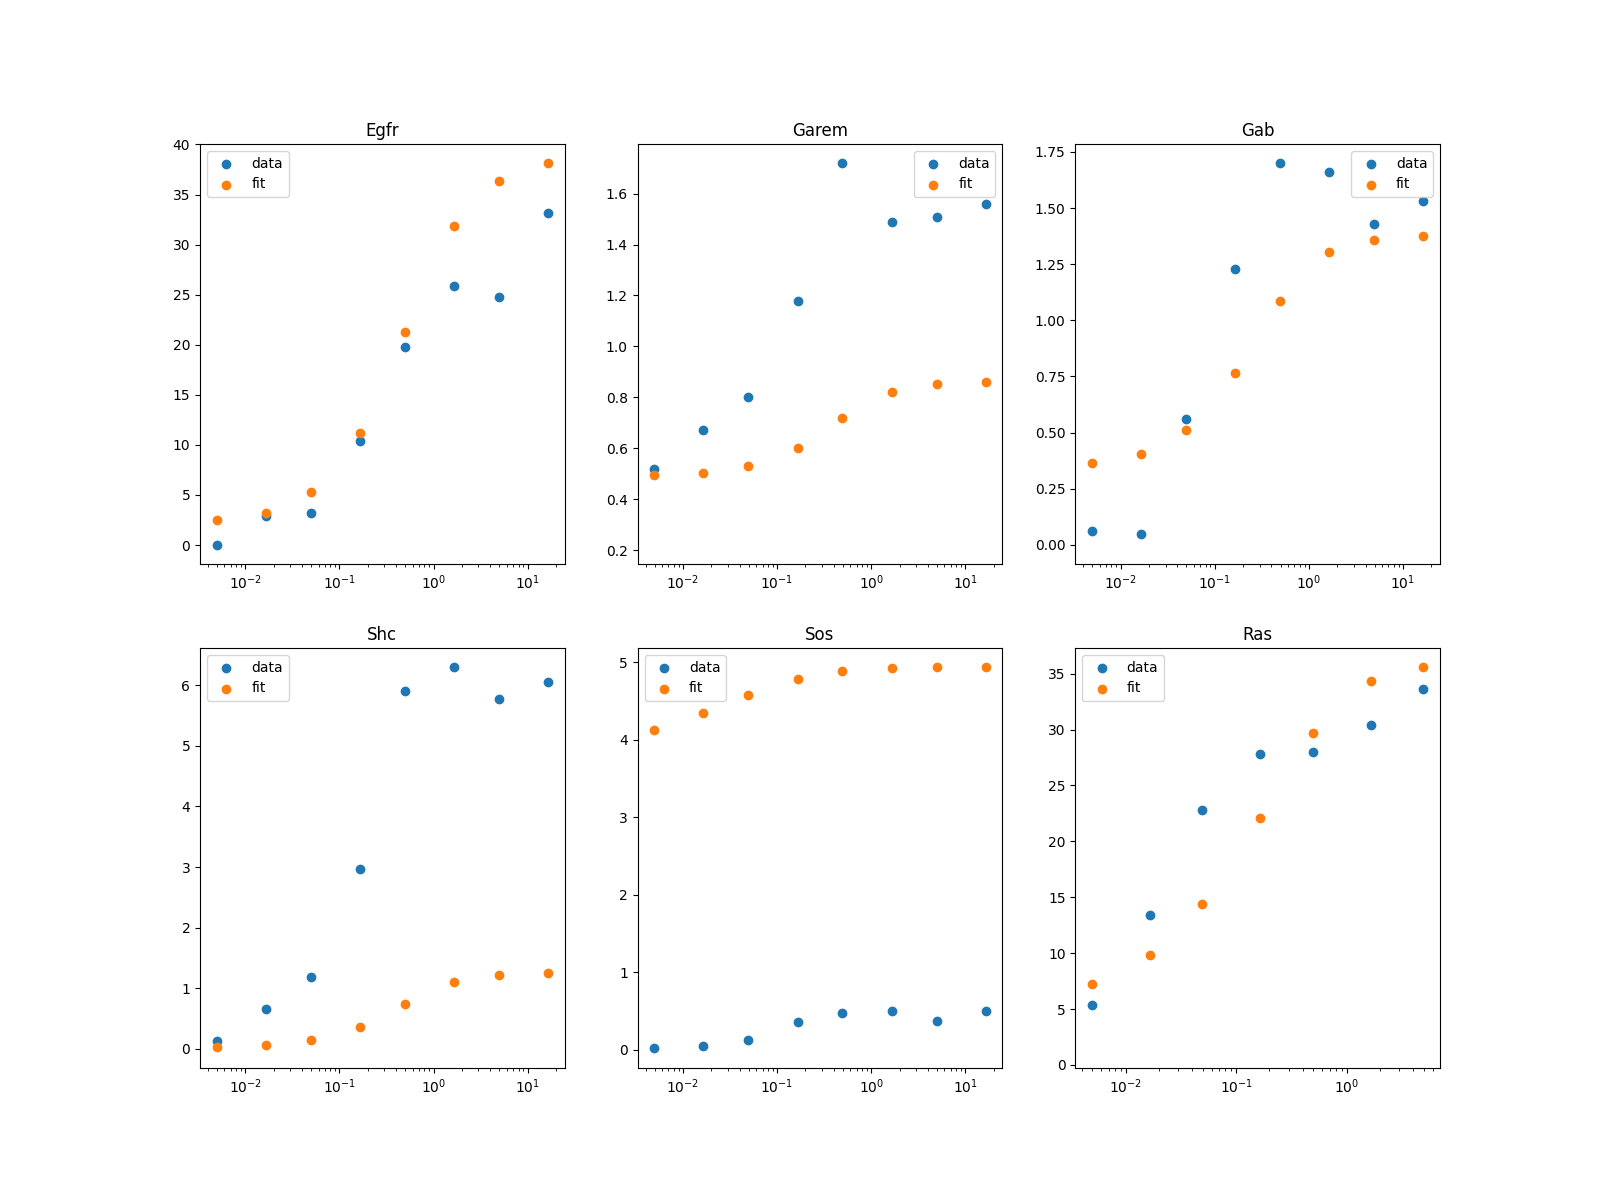 Egfr
data
fit
40
35
30
25
20
15
10
5
0
10⁻² 10⁻¹ 10⁰ 10¹
Garem
data
fit
1.6
1.4
1.2
1.0
0.8
0.6
0.4
0.2
10⁻² 10⁻¹ 10⁰ 10¹
Gab
data
fit
1.75
1.50
1.25
1.00
0.75
0.50
0.25
0.00
10⁻² 10⁻¹ 10⁰ 10¹
Shc
data
fit
6
5
4
3
2
1
0
10⁻² 10⁻¹ 10⁰ 10¹
Sos
data
fit
5
4
3
2
1
0
10⁻² 10⁻¹ 10⁰ 10¹
Ras
data
fit
35
30
25
20
15
10
5
0
10⁻² 10⁻¹ 10⁰